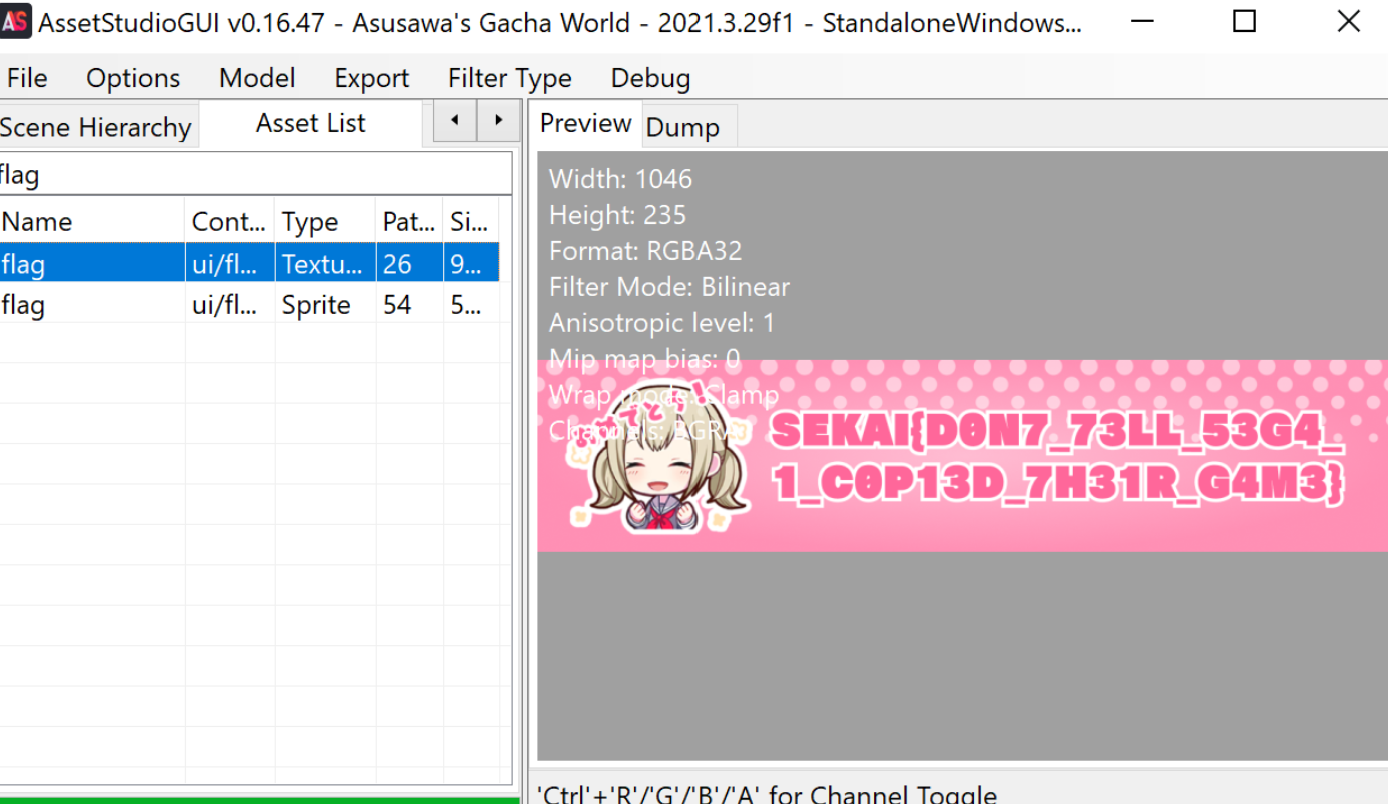 AS AssetStudioGUI v0.16.47 - Asusawa's Gacha World - 2021.3.29f1 - StandaloneWindows...
File Options Model Export Filter Type Debug
Scene Hierarchy Asset List
flag
Name Cont... Type Pat... Si...
flag ui/fl... Textu... 26 9...
flag ui/fl... Sprite 54 5...
Preview Dump
Width: 1046
Height: 235
Format: RGBA32
Filter Mode: Bilinear
Anisotropic level: 1
Mip map bias: 0
Wrap mode: Clamp
Channels:
SEKAI{D0N7_73LL_53G4_
1_C0P13D_7H31R_G4M3}
'Ctrl'+'R'/'G'/'B'/'A' for Channel Toggle